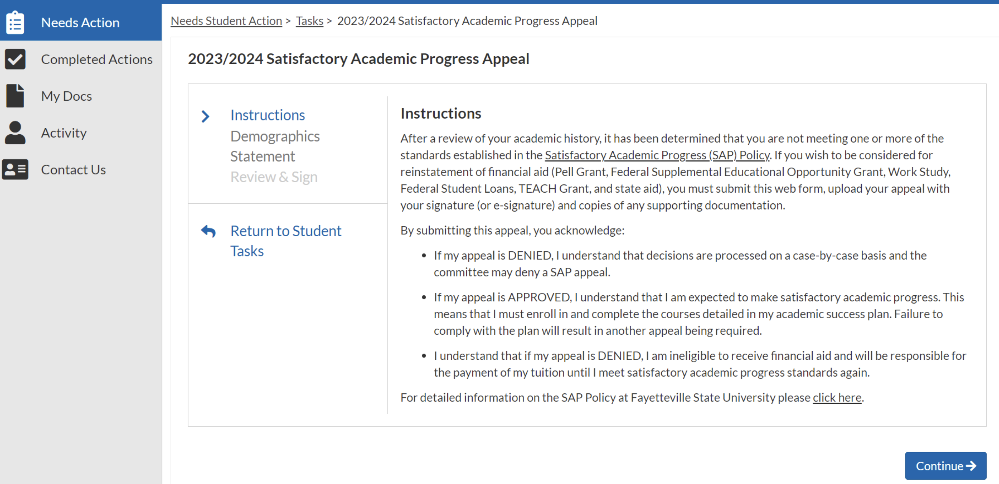 Needs Action
Completed Actions
My Docs
Activity
Contact Us
Needs Student Action > Tasks > 2023/2024 Satisfactory Academic Progress Appeal
2023/2024 Satisfactory Academic Progress Appeal
Instructions
Demographics
Statement
Review & Sign
Return to Student
Tasks
Instructions
After a review of your academic history, it has been determined that you are not meeting one or more of the
standards established in the Satisfactory Academic Progress (SAP) Policy. If you wish to be considered for
reinstatement of financial aid (Pell Grant, Federal Supplemental Educational Opportunity Grant, Work Study,
Federal Student Loans, TEACH Grant, and state aid), you must submit this web form, upload your appeal with
your signature (or e-signature) and copies of any supporting documentation.
By submitting this appeal, you acknowledge:
• If my appeal is DENIED, I understand that decisions are processed on a case-by-case basis and the
committee may deny a SAP appeal.
• If my appeal is APPROVED, I understand that I am expected to make satisfactory academic progress. This
means that I must enroll in and complete the courses detailed in my academic success plan. Failure to
comply with the plan will result in another appeal being required.
• I understand that if my appeal is DENIED, I am ineligible to receive financial aid and will be responsible for
the payment of my tuition until I meet satisfactory academic progress standards again.
For detailed information on the SAP Policy at Fayetteville State University please click here.
Continue